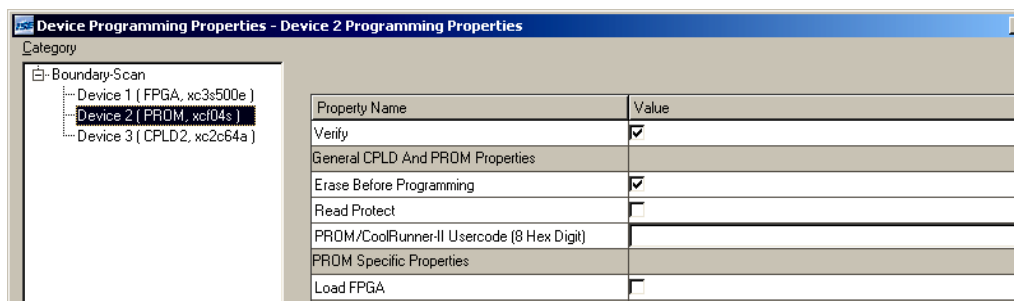 ISE Device Programming Properties - Device 2 Programming Properties
Category
Boundary-Scan
Device 1 ( FPGA, xc3s500e )
Device 2 ( PROM, xcf04s )
Device 3 ( CPLD2, xc2c64a )
Property Name Value
Verify
General CPLD And PROM Properties
Erase Before Programming
Read Protect
PROM/CoolRunner-II Usercode (8 Hex Digit)
PROM Specific Properties
Load FPGA